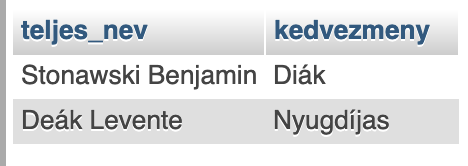 teljes_nev kedvezmeny
Stonawski Benjamin Diák
Deák Levente Nyugdíjas